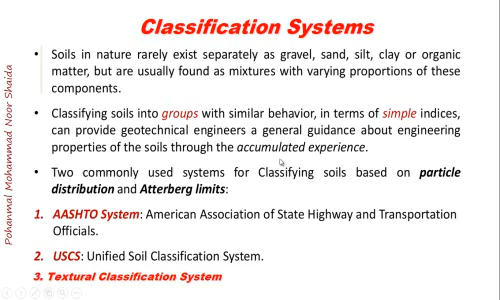 Classification Systems
• Soils in nature rarely exist separately as gravel, sand, silt, clay or organic
matter, but are usually found as mixtures with varying proportions of these
components.
• Classifying soils into groups with similar behavior, in terms of simple indices,
can provide geotechnical engineers a general guidance about engineering
properties of the soils through the accumulated experience.
• Two commonly used systems for Classifying soils based on particle
distribution and Atterberg limits:
1. AASHTO System: American Association of State Highway and Transportation
Officials.
2. USCS: Unified Soil Classification System.
3. Textural Classification System
Pohanmal Mohammad Noor Shaida